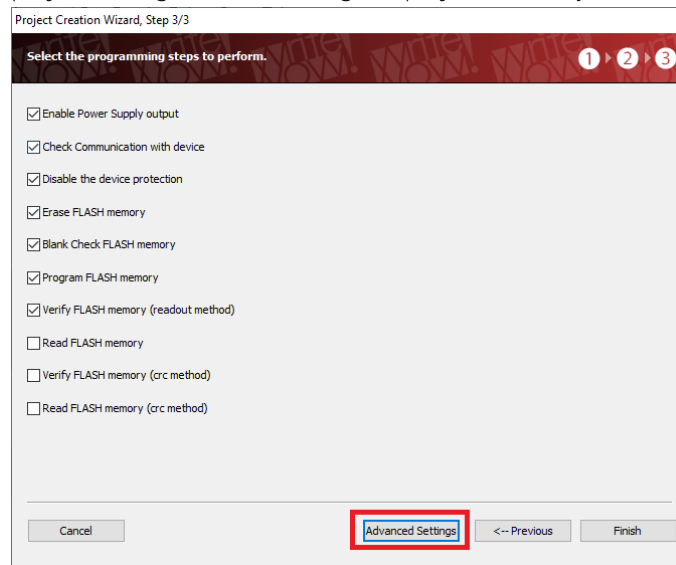 Project Creation Wizard, Step 3/3
Select the programming steps to perform.
1 2 3
Enable Power Supply output
Check Communication with device
Disable the device protection
Erase FLASH memory
Blank Check FLASH memory
Program FLASH memory
Verify FLASH memory (readout method)
Read FLASH memory
Verify FLASH memory (crc method)
Read FLASH memory (crc method)
Cancel Advanced Settings <-- Previous Finish